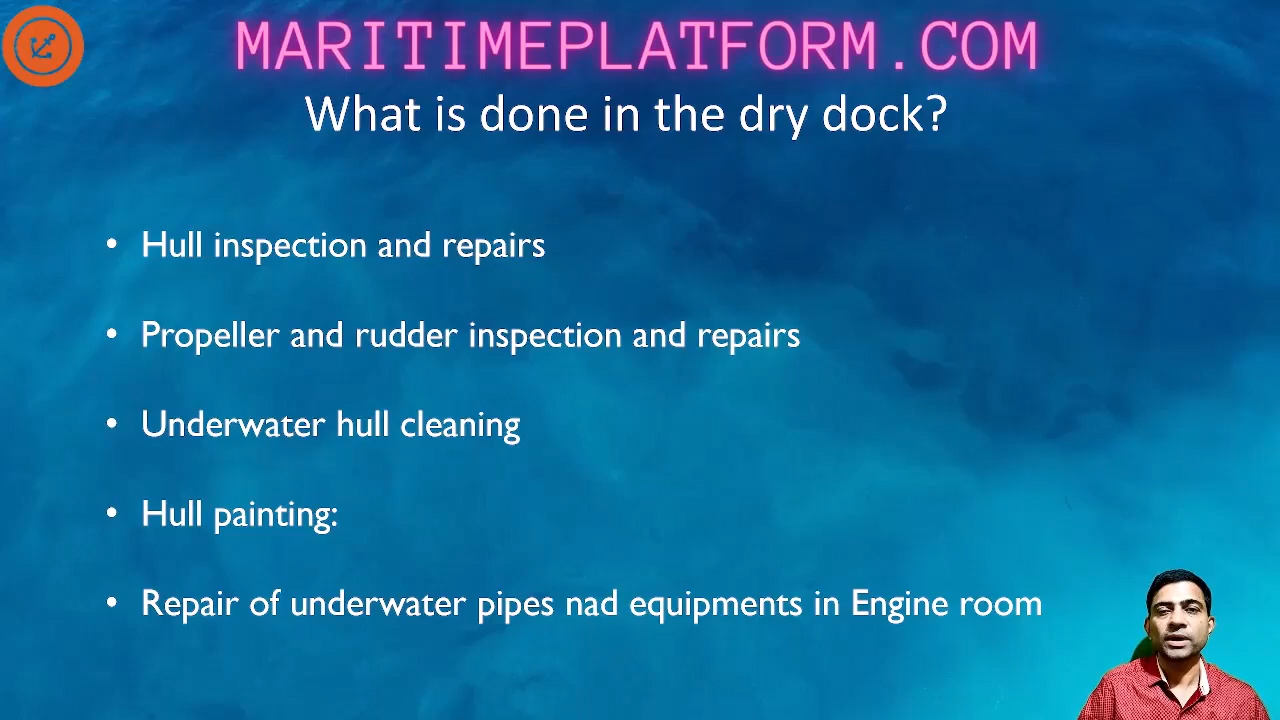 MARITIMEPLATFORM.COM
What is done in the dry dock?
• Hull inspection and repairs
• Propeller and rudder inspection and repairs
• Underwater hull cleaning
• Hull painting:
• Repair of underwater pipes nad equipments in Engine room